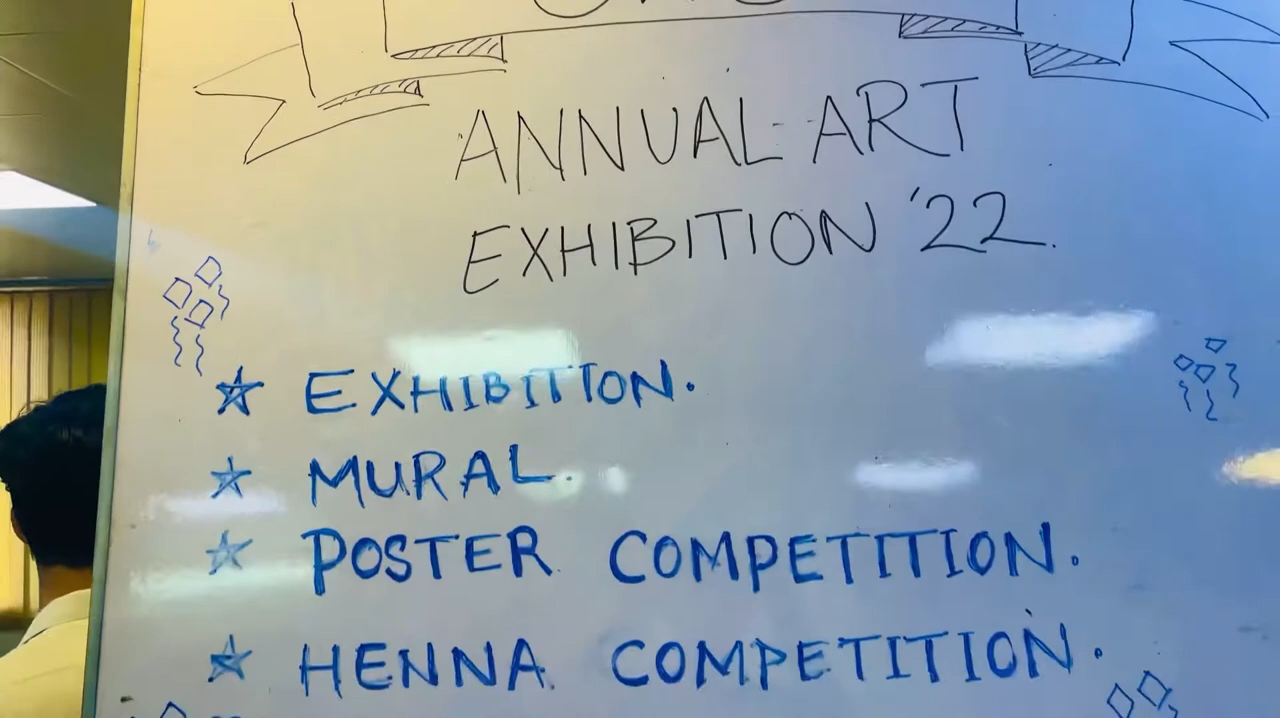 ANNUAL ART
EXHIBITION '22.
☆ EXHIBITION.
☆ MURAL.
☆ POSTER COMPETITION.
☆ HENNA COMPETITION.